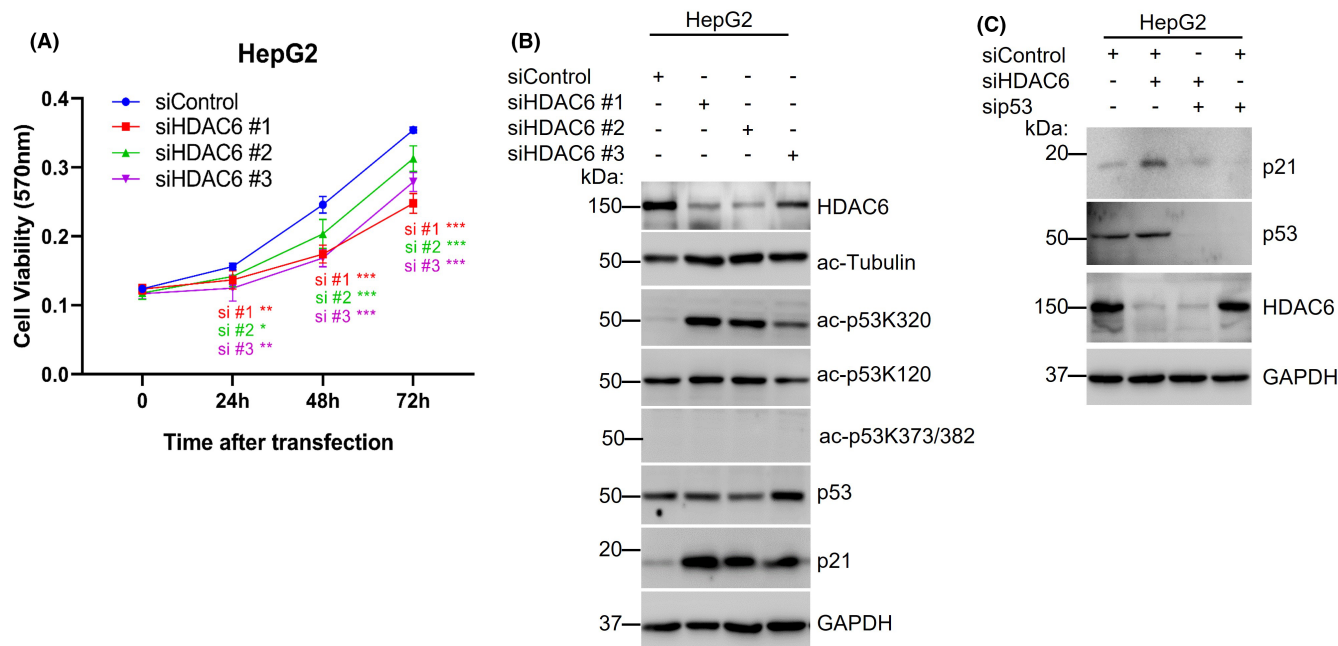 (A)
HepG2
siControl
siHDAC6 #1
siHDAC6 #2
siHDAC6 #3
Cell Viability (570nm)
0.4
0.3
0.2
0.1
0.0
si #1 **
si #2 *
si #3 **
si #1 ***
si #2 ***
si #3 ***
si #1 ***
si #2 ***
si #3 ***
0 24h 48h 72h
Time after transfection
(B)
HepG2
siControl + - - -
siHDAC6 #1 - + - -
siHDAC6 #2 - - + -
siHDAC6 #3 - - - +
kDa:
150 HDAC6
50 ac-Tubulin
50 ac-p53K320
50 ac-p53K120
50 ac-p53K373/382
50 p53
20 p21
37 GAPDH
(C)
HepG2
siControl + + - +
siHDAC6 - + + -
sip53 - - + +
kDa:
20 p21
50 p53
150 HDAC6
37 GAPDH